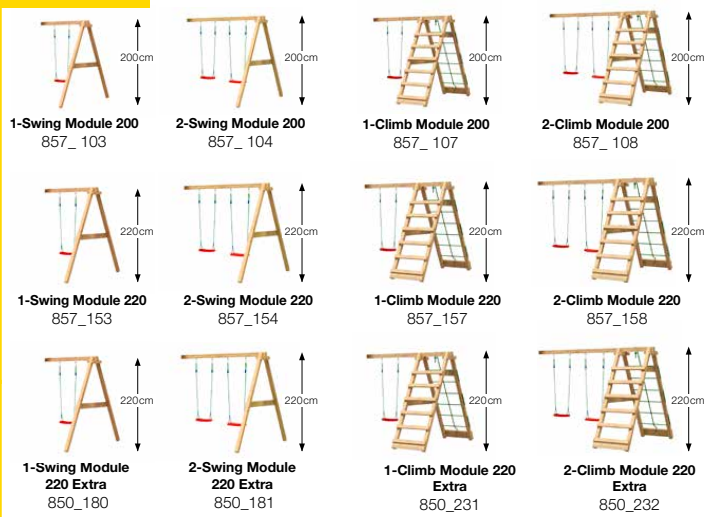 200cm
200cm
200cm
200cm
1-Swing Module 200
857_ 103
2-Swing Module 200
857_ 104
1-Climb Module 200
857_ 107
2-Climb Module 200
857_ 108
220cm
220cm
220cm
220cm
1-Swing Module 220
857_153
2-Swing Module 220
857_154
1-Climb Module 220
857_157
2-Climb Module 220
857_158
220cm
220cm
220cm
220cm
1-Swing Module
220 Extra
850_180
2-Swing Module
220 Extra
850_181
1-Climb Module 220
Extra
850_231
2-Climb Module 220
Extra
850_232